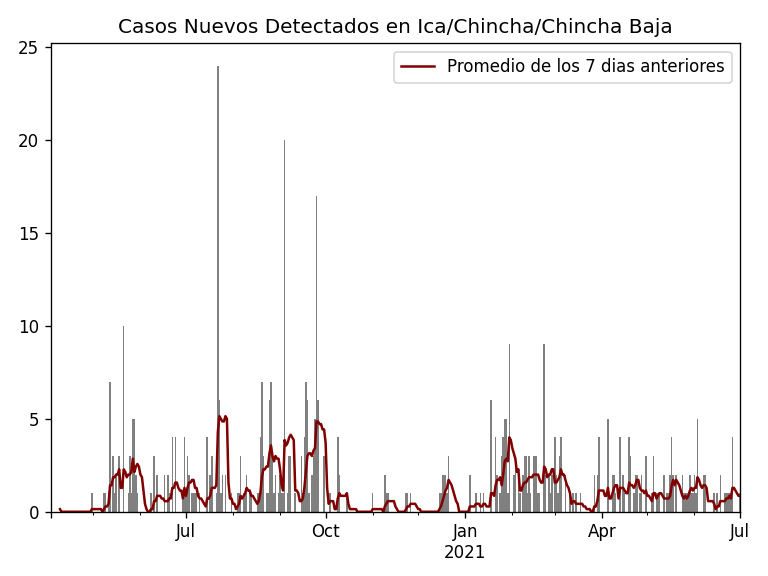 Casos Nuevos Detectados en Ica/Chincha/Chincha Baja
Promedio de los 7 dias anteriores
25
20
15
10
5
0
Jul
Oct
Jan
2021
Apr
Jul